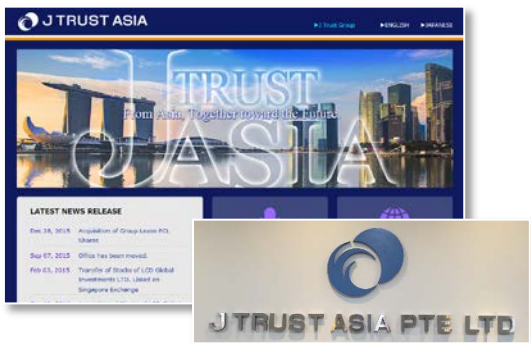 J TRUST ASIA
▶J Trust Group ▶ENGLISH ▶JAPANESE
J TRUST
From Asia, Together toward the Future
ASIA
LATEST NEWS RELEASE
Dec 28, 2015 Acquisition of Group Lease PCL
Shares
Sep 07, 2015 Office has been moved.
Feb 03, 2015 Transfer of Stocks of LCD Global
Investments LTD. Listed on
Singapore Exchange
J TRUST ASIA PTE LTD